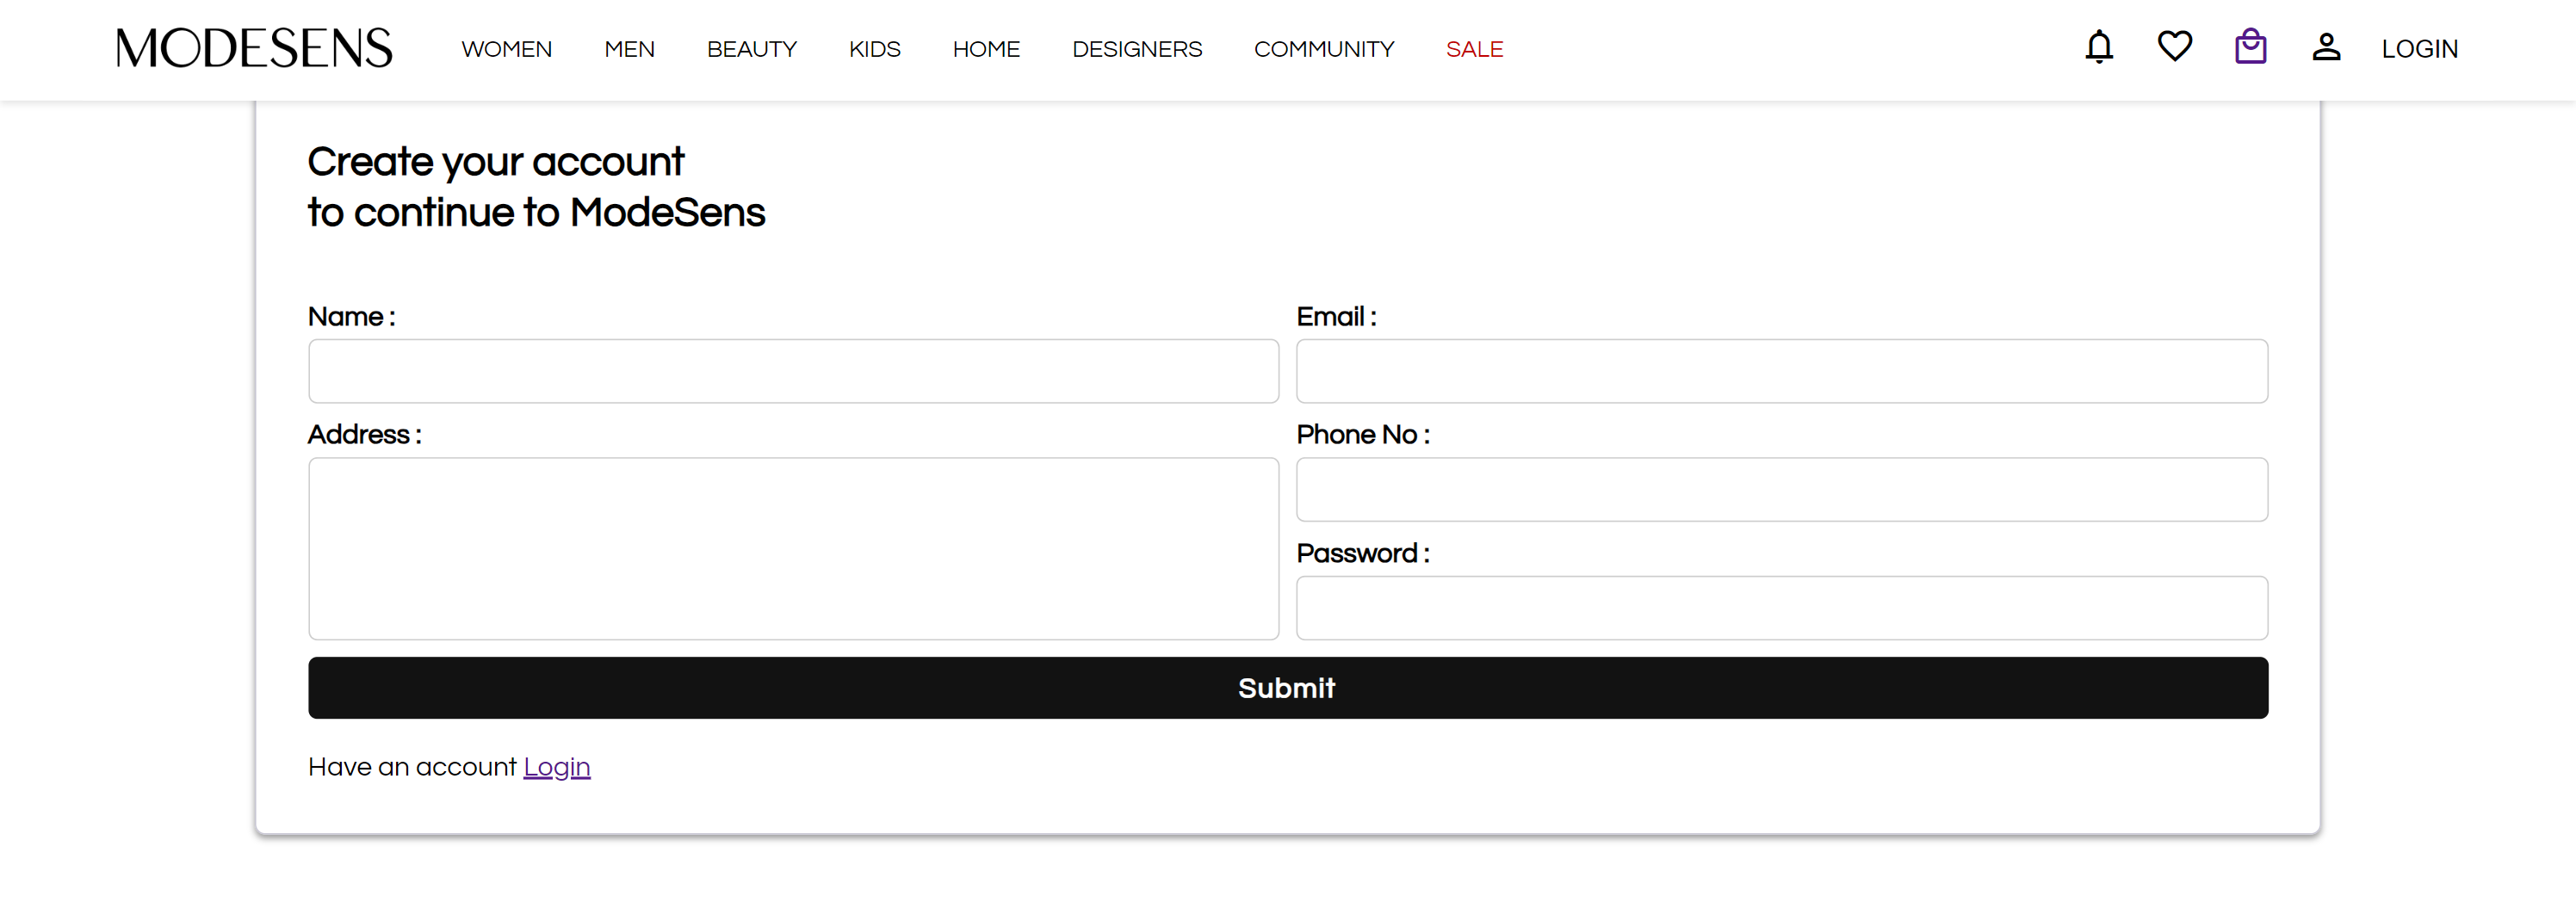 MODESENS WOMEN MEN BEAUTY KIDS HOME DESIGNERS COMMUNITY SALE LOGIN
Create your account
to continue to ModeSens
Name :
Email :
Address :
Phone No :
Password :
Submit
Have an account Login